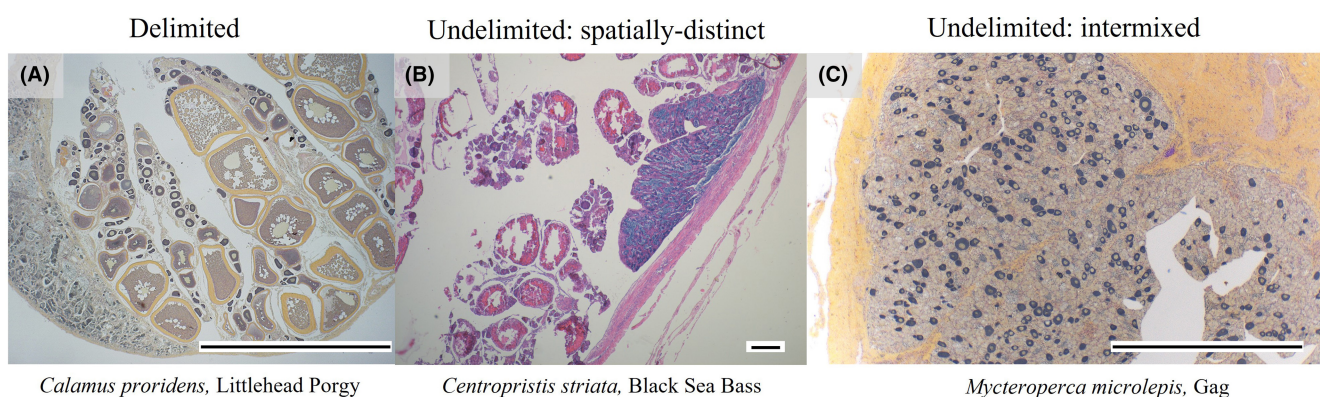 Delimited
Undelimited: spatially-distinct
Undelimited: intermixed
(A)
(B)
(C)
Calamus proridens, Littlehead Porgy
Centropristis striata, Black Sea Bass
Mycteroperca microlepis, Gag